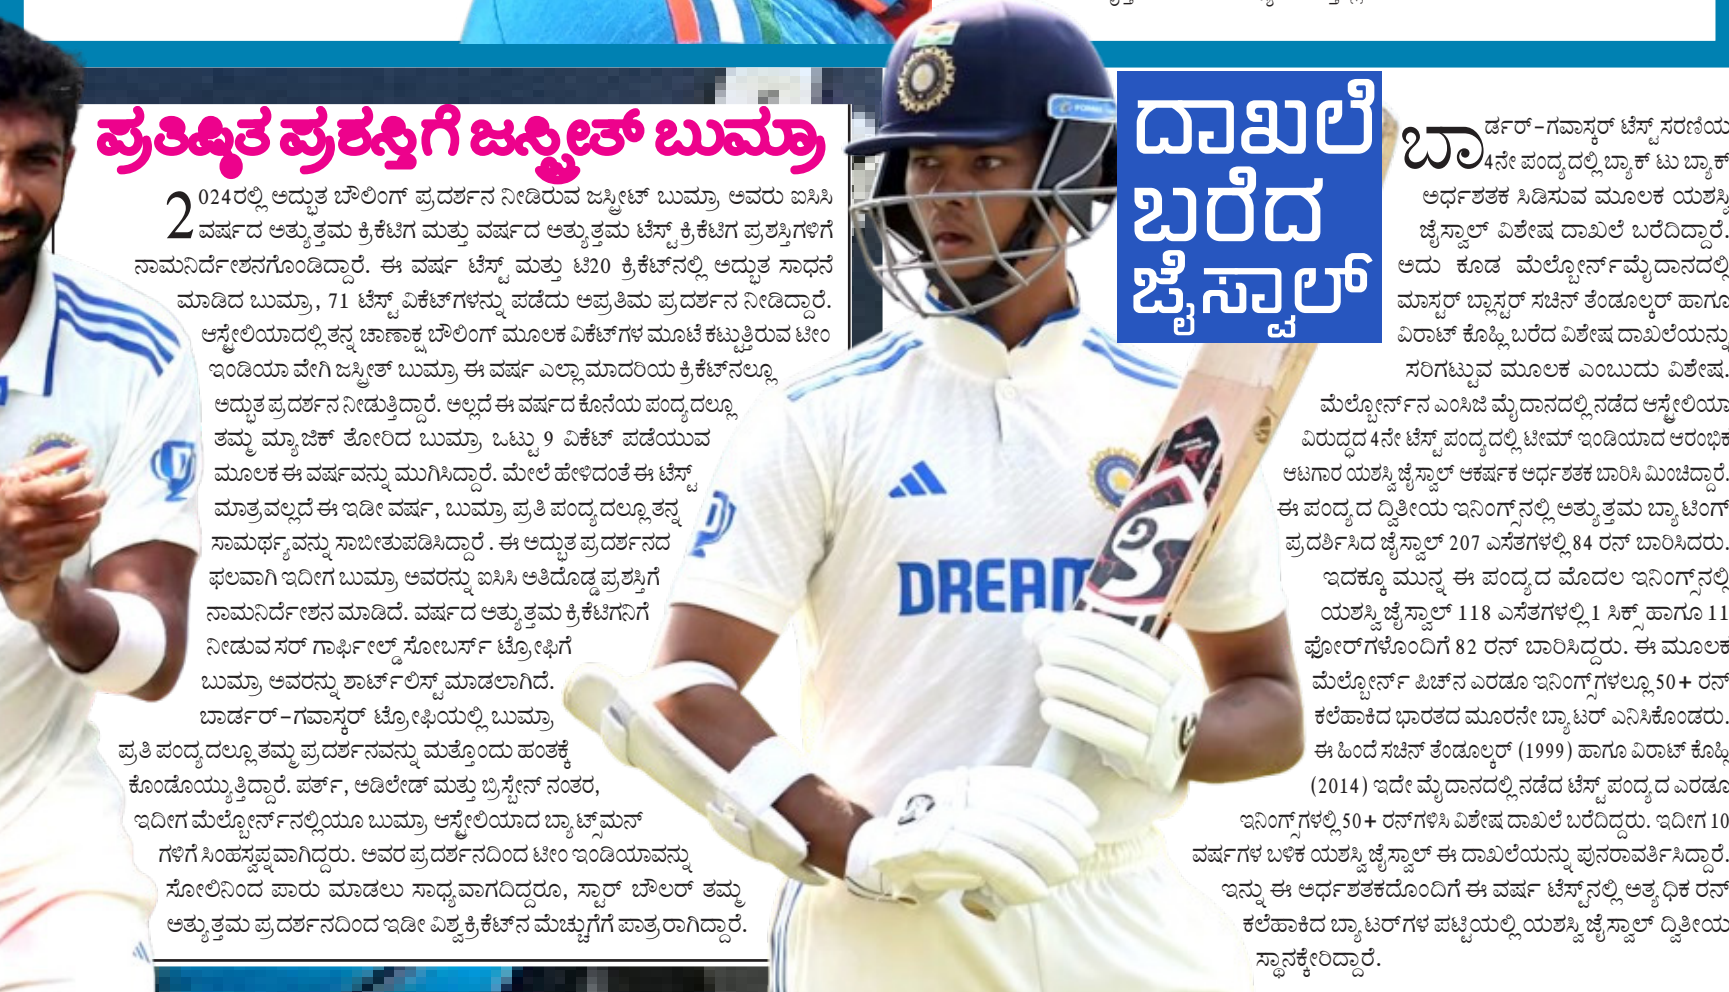 ಪ್ರತಿಷ್ಠಿತ ಪ್ರಶಸ್ತಿಗೆ ಜಸ್ಪ್ರೀತ್ ಬುಮ್ರಾ
2024ರಲ್ಲಿ ಅದ್ಭುತ ಬೌಲಿಂಗ್ ಪ್ರದರ್ಶನ ನೀಡಿರುವ ಜಸ್ಪ್ರೀತ್ ಬುಮ್ರಾ ಅವರು ಐಸಿಸಿ
ವರ್ಷದ ಅತ್ಯುತ್ತಮ ಕ್ರಿಕೆಟಿಗ ಮತ್ತು ವರ್ಷದ ಅತ್ಯುತ್ತಮ ಟೆಸ್ಟ್ ಕ್ರಿಕೆಟಿಗ ಪ್ರಶಸ್ತಿಗಳಿಗೆ
ನಾಮನಿರ್ದೇಶನಗೊಂಡಿದ್ದಾರೆ. ಈ ವರ್ಷ ಟೆಸ್ಟ್ ಮತ್ತು ಟಿ20 ಕ್ರಿಕೆಟ್‌ನಲ್ಲಿ ಅದ್ಭುತ ಸಾಧನೆ
ಮಾಡಿದ ಬುಮ್ರಾ, 71 ಟೆಸ್ಟ್ ವಿಕೆಟ್‌ಗಳನ್ನು ಪಡೆದು ಅಪ್ರತಿಮ ಪ್ರದರ್ಶನ ನೀಡಿದ್ದಾರೆ.
ಆಸ್ಟ್ರೇಲಿಯಾದಲ್ಲಿ ತನ್ನ ಚಾಣಾಕ್ಷ ಬೌಲಿಂಗ್ ಮೂಲಕ ವಿಕೆಟ್‌ಗಳ ಮೂಟೆ ಕಟ್ಟುತ್ತಿರುವ ಟೀಂ
ಇಂಡಿಯಾ ವೇಗಿ ಜಸ್ಪ್ರೀತ್ ಬುಮ್ರಾ ಈ ವರ್ಷ ಎಲ್ಲಾ ಮಾದರಿಯ ಕ್ರಿಕೆಟ್‌ನಲ್ಲೂ
ಅದ್ಭುತ ಪ್ರದರ್ಶನ ನೀಡುತ್ತಿದ್ದಾರೆ. ಅಲ್ಲದೆ ಈ ವರ್ಷದ ಕೊನೆಯ ಪಂದ್ಯದಲ್ಲೂ
ತಮ್ಮ ಮ್ಯಾಜಿಕ್ ತೋರಿದ ಬುಮ್ರಾ ಒಟ್ಟು 9 ವಿಕೆಟ್ ಪಡೆಯುವ
ಮೂಲಕ ಈ ವರ್ಷವನ್ನು ಮುಗಿಸಿದ್ದಾರೆ. ಮೇಲೆ ಹೇಳಿದಂತೆ ಈ ಟೆಸ್ಟ್
ಮಾತ್ರವಲ್ಲದೆ ಈ ಇಡೀ ವರ್ಷ, ಬುಮ್ರಾ ಪ್ರತಿ ಪಂದ್ಯದಲ್ಲೂ ತನ್ನ
ಸಾಮರ್ಥ್ಯವನ್ನು ಸಾಬೀತುಪಡಿಸಿದ್ದಾರೆ . ಈ ಅದ್ಭುತ ಪ್ರದರ್ಶನದ
ಫಲವಾಗಿ ಇದೀಗ ಬುಮ್ರಾ ಅವರನ್ನು ಐಸಿಸಿ ಅತಿದೊಡ್ಡ ಪ್ರಶಸ್ತಿಗೆ
ನಾಮನಿರ್ದೇಶನ ಮಾಡಿದೆ. ವರ್ಷದ ಅತ್ಯುತ್ತಮ ಕ್ರಿಕೆಟಿಗನಿಗೆ
ನೀಡುವ ಸರ್ ಗಾರ್ಫೀಲ್ಡ್ ಸೋಬರ್ಸ್ ಟ್ರೋಫಿಗೆ
ಬುಮ್ರಾ ಅವರನ್ನು ಶಾರ್ಟ್‌ಲಿಸ್ಟ್ ಮಾಡಲಾಗಿದೆ.
ಬಾರ್ಡರ್-ಗವಾಸ್ಕರ್ ಟ್ರೋಫಿಯಲ್ಲಿ ಬುಮ್ರಾ
ಪ್ರತಿ ಪಂದ್ಯದಲ್ಲೂ ತಮ್ಮ ಪ್ರದರ್ಶನವನ್ನು ಮತ್ತೊಂದು ಹಂತಕ್ಕೆ
ಕೊಂಡೊಯ್ಯುತ್ತಿದ್ದಾರೆ. ಪರ್ತ್, ಅಡಿಲೇಡ್ ಮತ್ತು ಬ್ರಿಸ್ಬೇನ್ ನಂತರ,
ಇದೀಗ ಮೆಲ್ಬೋರ್ನ್‌ನಲ್ಲಿಯೂ ಬುಮ್ರಾ ಆಸ್ಟ್ರೇಲಿಯಾದ ಬ್ಯಾಟ್ಸ್‌ಮನ್
ಗಳಿಗೆ ಸಿಂಹಸ್ವಪ್ನವಾಗಿದ್ದರು. ಅವರ ಪ್ರದರ್ಶನದಿಂದ ಟೀಂ ಇಂಡಿಯಾವನ್ನು
ಸೋಲಿನಿಂದ ಪಾರು ಮಾಡಲು ಸಾಧ್ಯವಾಗದಿದ್ದರೂ, ಸ್ಟಾರ್ ಬೌಲರ್ ತಮ್ಮ
ಅತ್ಯುತ್ತಮ ಪ್ರದರ್ಶನದಿಂದ ಇಡೀ ವಿಶ್ವಕ್ರಿಕೆಟ್‌ನ ಮೆಚ್ಚುಗೆಗೆ ಪಾತ್ರರಾಗಿದ್ದಾರೆ.
DREAM
ದಾಖಲೆ
ಬರೆದ
ಜೈಸ್ವಾಲ್
ಬಾರ್ಡರ್-ಗವಾಸ್ಕರ್ ಟೆಸ್ಟ್ ಸರಣಿಯ
4ನೇ ಪಂದ್ಯದಲ್ಲಿ ಬ್ಯಾಕ್ ಟು ಬ್ಯಾಕ್
ಅರ್ಧಶತಕ ಸಿಡಿಸುವ ಮೂಲಕ ಯಶಸ್ವಿ
ಜೈಸ್ವಾಲ್ ವಿಶೇಷ ದಾಖಲೆ ಬರೆದಿದ್ದಾರೆ.
ಅದು ಕೂಡ ಮೆಲ್ಬೋರ್ನ್‌ಮೈದಾನದಲ್ಲಿ
ಮಾಸ್ಟರ್ ಬ್ಲಾಸ್ಟರ್ ಸಚಿನ್ ತೆಂಡೂಲ್ಕರ್ ಹಾಗೂ
ವಿರಾಟ್ ಕೊಹ್ಲಿ ಬರೆದ ವಿಶೇಷ ದಾಖಲೆಯನ್ನು
ಸರಿಗಟ್ಟುವ ಮೂಲಕ ಎಂಬುದು ವಿಶೇಷ.
ಮೆಲ್ಬೋರ್ನ್‌ನ ಎಂಸಿಜಿ ಮೈದಾನದಲ್ಲಿ ನಡೆದ ಆಸ್ಟ್ರೇಲಿಯಾ
ವಿರುದ್ಧದ 4ನೇ ಟೆಸ್ಟ್ ಪಂದ್ಯದಲ್ಲಿ ಟೀಮ್ ಇಂಡಿಯಾದ ಆರಂಭಿಕ
ಆಟಗಾರ ಯಶಸ್ವಿ ಜೈಸ್ವಾಲ್ ಆಕರ್ಷಕ ಅರ್ಧಶತಕ ಬಾರಿಸಿ ಮಿಂಚಿದ್ದಾರೆ.
ಈ ಪಂದ್ಯದ ದ್ವಿತೀಯ ಇನಿಂಗ್ಸ್‌ನಲ್ಲಿ ಅತ್ಯುತ್ತಮ ಬ್ಯಾಟಿಂಗ್
ಪ್ರದರ್ಶಿಸಿದ ಜೈಸ್ವಾಲ್ 207 ಎಸೆತಗಳಲ್ಲಿ 84 ರನ್ ಬಾರಿಸಿದರು.
ಇದಕ್ಕೂ ಮುನ್ನ ಈ ಪಂದ್ಯದ ಮೊದಲ ಇನಿಂಗ್ಸ್‌ನಲ್ಲಿ
ಯಶಸ್ವಿ ಜೈಸ್ವಾಲ್ 118 ಎಸೆತಗಳಲ್ಲಿ 1 ಸಿಕ್ಸ್ ಹಾಗೂ 11
ಫೋರ್‌ಗಳೊಂದಿಗೆ 82 ರನ್ ಬಾರಿಸಿದ್ದರು. ಈ ಮೂಲಕ
ಮೆಲ್ಬೋರ್ನ್ ಪಿಚ್‌ನ ಎರಡೂ ಇನಿಂಗ್ಸ್‌ಗಳಲ್ಲೂ 50+ ರನ್
ಕಲೆಹಾಕಿದ ಭಾರತದ ಮೂರನೇ ಬ್ಯಾಟರ್ ಎನಿಸಿಕೊಂಡರು.
ಈ ಹಿಂದೆ ಸಚಿನ್ ತೆಂಡೂಲ್ಕರ್ (1999) ಹಾಗೂ ವಿರಾಟ್ ಕೊಹ್ಲಿ
(2014) ಇದೇ ಮೈದಾನದಲ್ಲಿ ನಡೆದ ಟೆಸ್ಟ್ ಪಂದ್ಯದ ಎರಡೂ
ಇನಿಂಗ್ಸ್‌ಗಳಲ್ಲಿ 50+ ರನ್‌ಗಳಿಸಿ ವಿಶೇಷ ದಾಖಲೆ ಬರೆದಿದ್ದರು. ಇದೀಗ 10
ವರ್ಷಗಳ ಬಳಿಕ ಯಶಸ್ವಿ ಜೈಸ್ವಾಲ್ ಈ ದಾಖಲೆಯನ್ನು ಪುನರಾವರ್ತಿಸಿದ್ದಾರೆ.
ಇನ್ನು ಈ ಅರ್ಧಶತಕದೊಂದಿಗೆ ಈ ವರ್ಷ ಟೆಸ್ಟ್‌ನಲ್ಲಿ ಅತ್ಯಧಿಕ ರನ್
ಕಲೆಹಾಕಿದ ಬ್ಯಾಟರ್‌ಗಳ ಪಟ್ಟಿಯಲ್ಲಿ ಯಶಸ್ವಿ ಜೈಸ್ವಾಲ್ ದ್ವಿತೀಯ
ಸ್ಥಾನಕ್ಕೇರಿದ್ದಾರೆ.